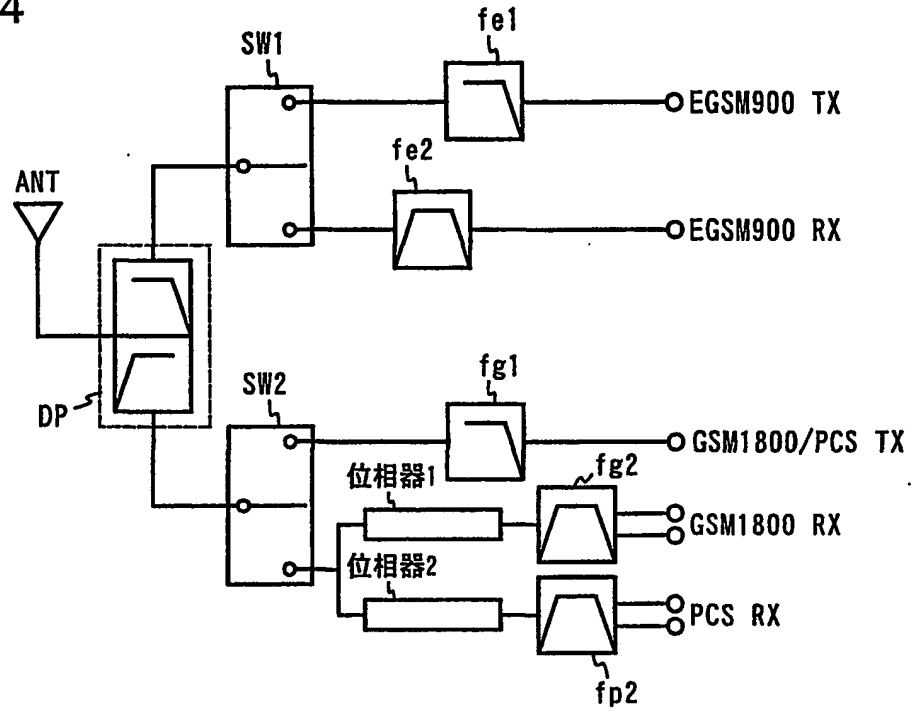 4
fe1
SW1
EGSM900 TX
fe2
ANT
EGSM900 RX
fg1
SW2
DP
GSM1800/PCS TX
fg2
位相器1
GSM1800 RX
位相器2
PCS RX
fp2